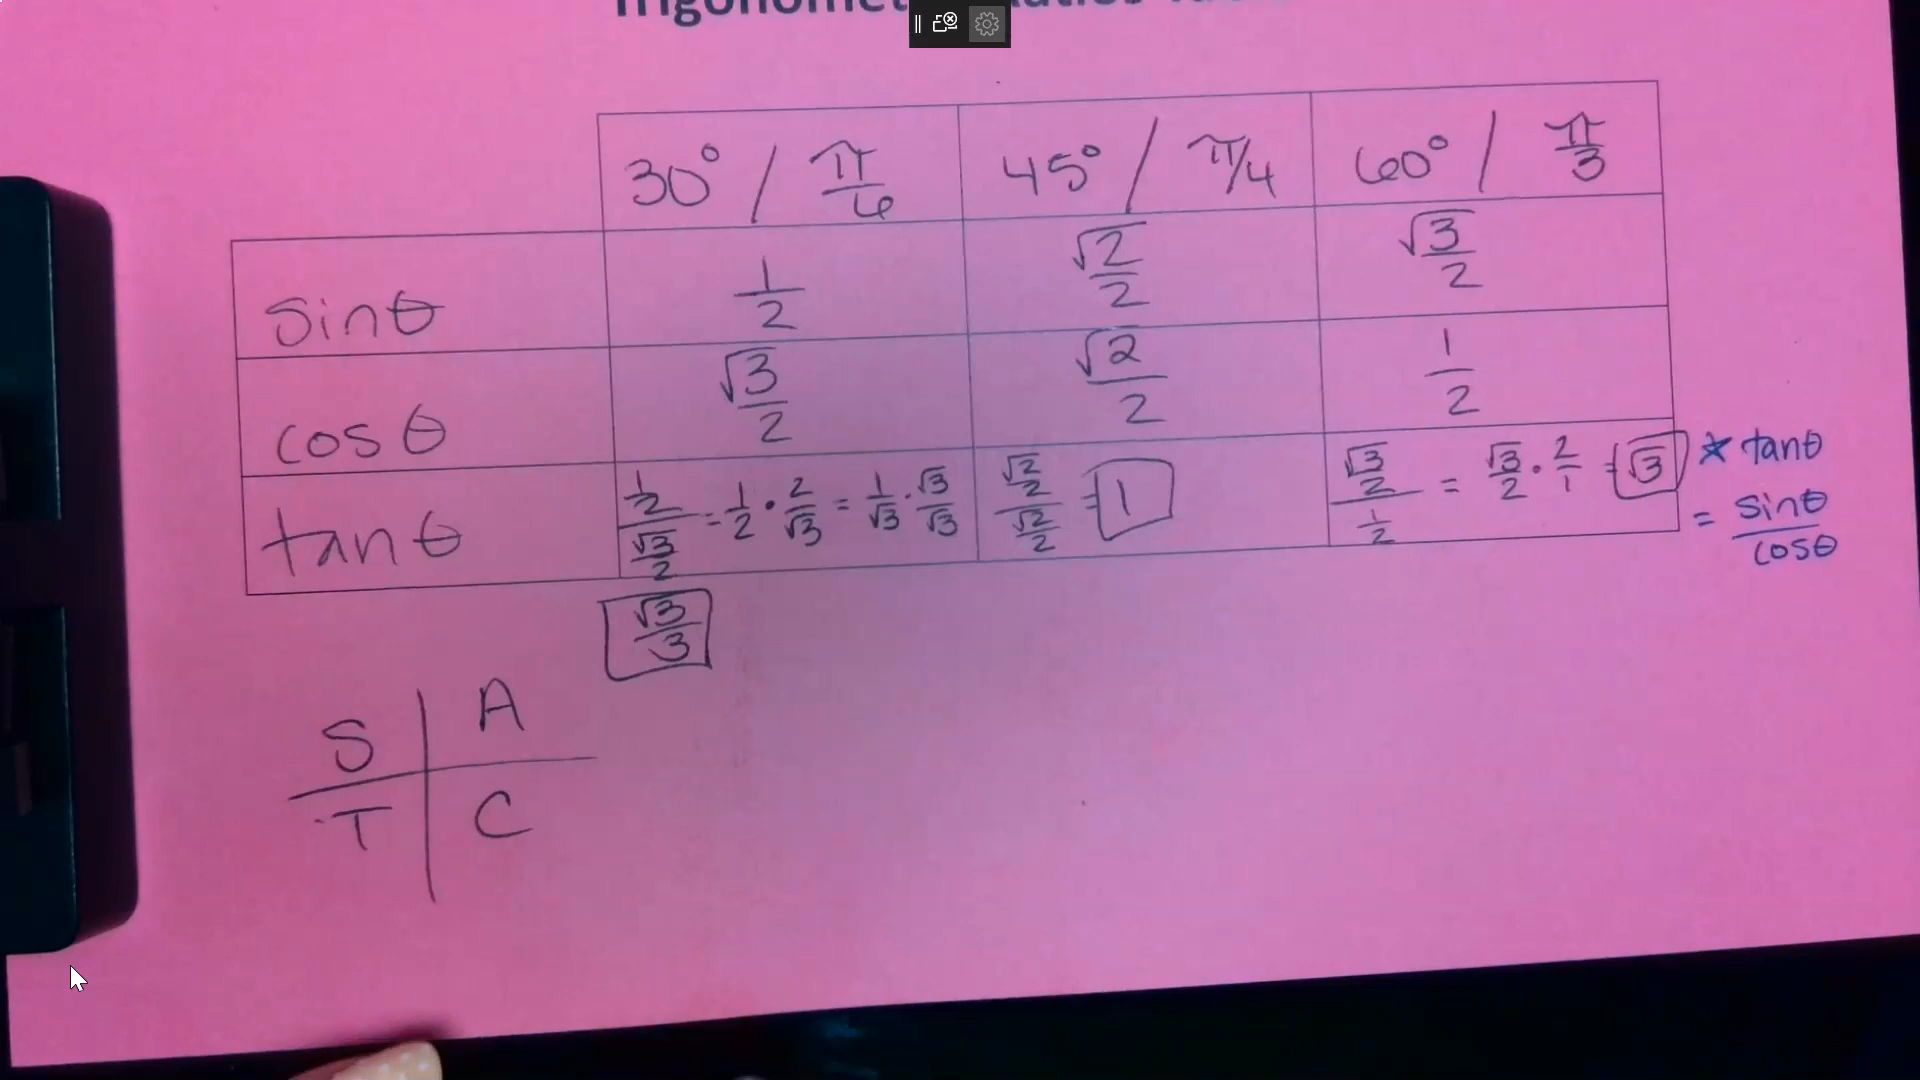 30° / π/6 45° / π/4 60° / π/3
sinθ 1/2 √2/2 √3/2
cosθ √3/2 √2/2 1/2
tanθ (1/2)/(√3/2) = 1/2 · 2/√3 = 1/√3 · √3/√3 (√2/2)/(√2/2) = 1 (√3/2)/(1/2) = √3/2 · 2/1 = √3 * tanθ
= sinθ/cosθ
√3/3
S A
T C